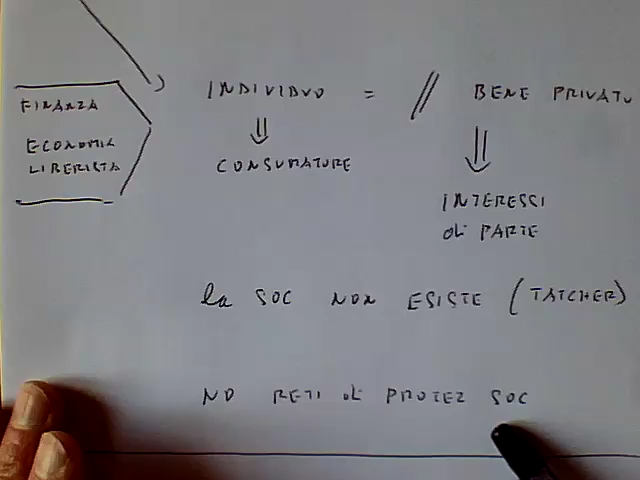 INDIVIDUO = // BENE PRIVATO
FINANZA
ECONOMIA
LIBERISTA
CONSUMATORE
INTERESSI
di PARTE
la SOC NON ESISTE (TATCHER)
NO RETI di PROTEZ SOC